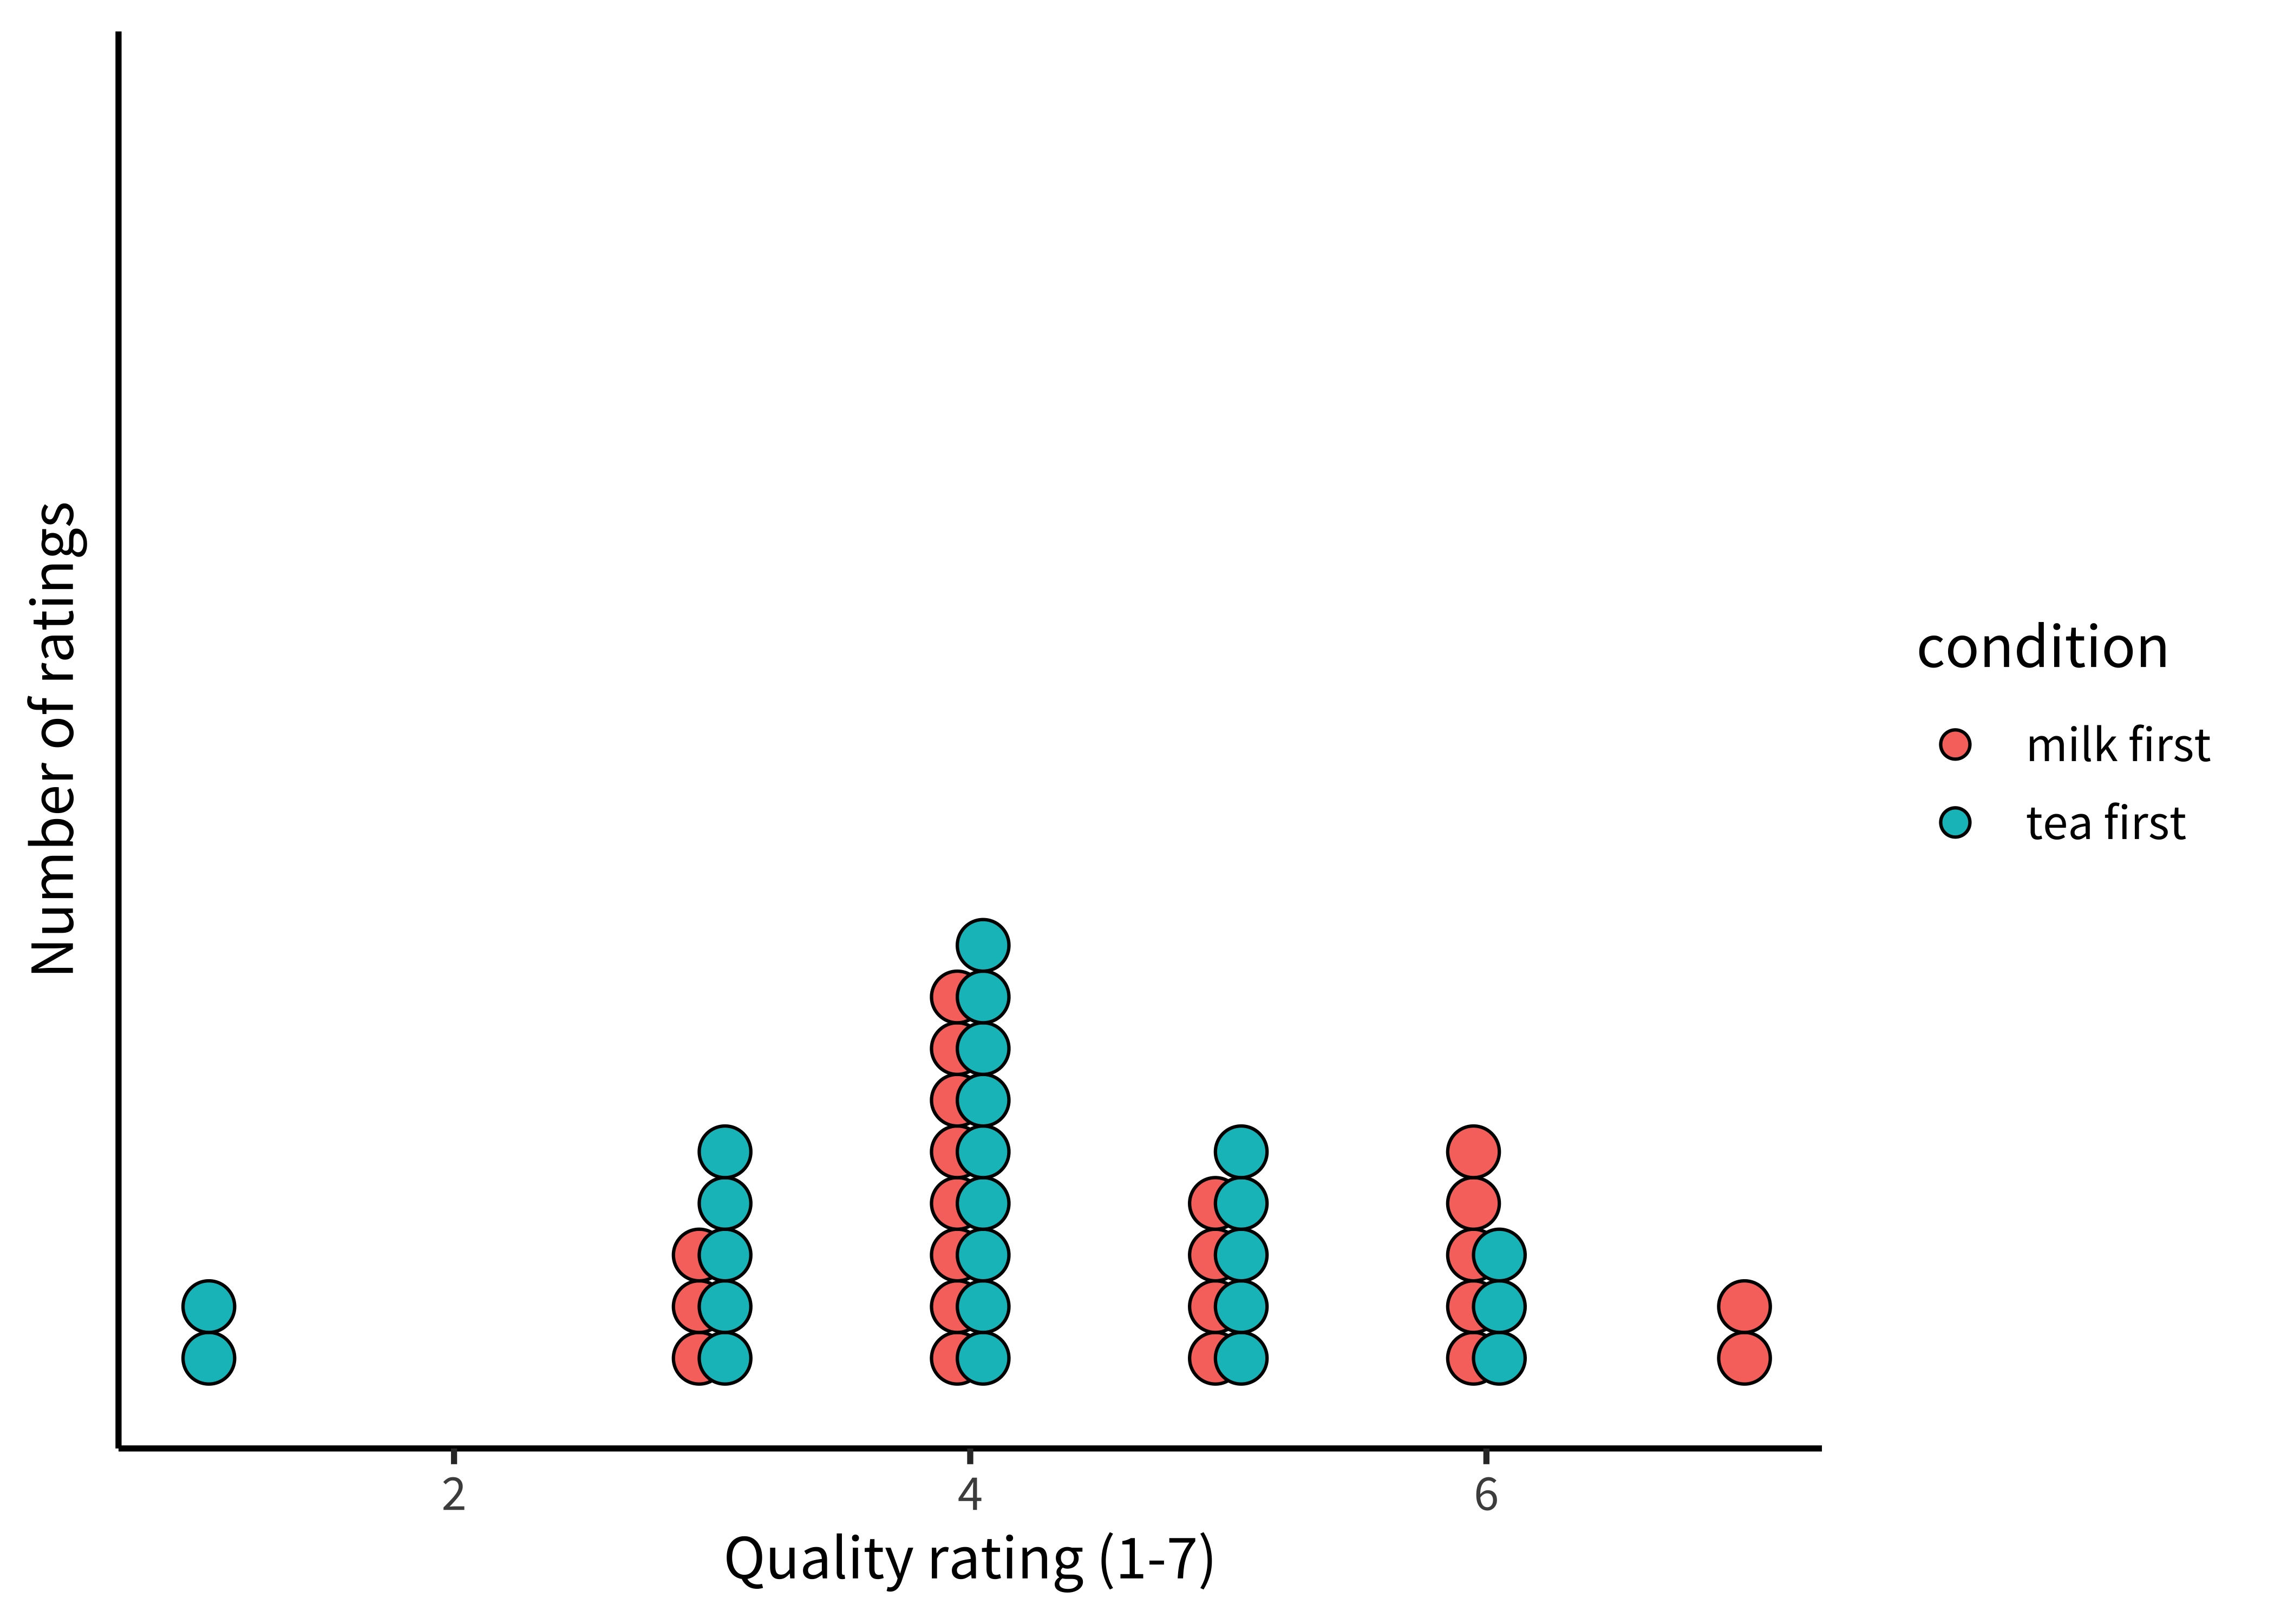 Number of ratings
condition
milk first
tea first
2
4
6
Quality rating (1-7)